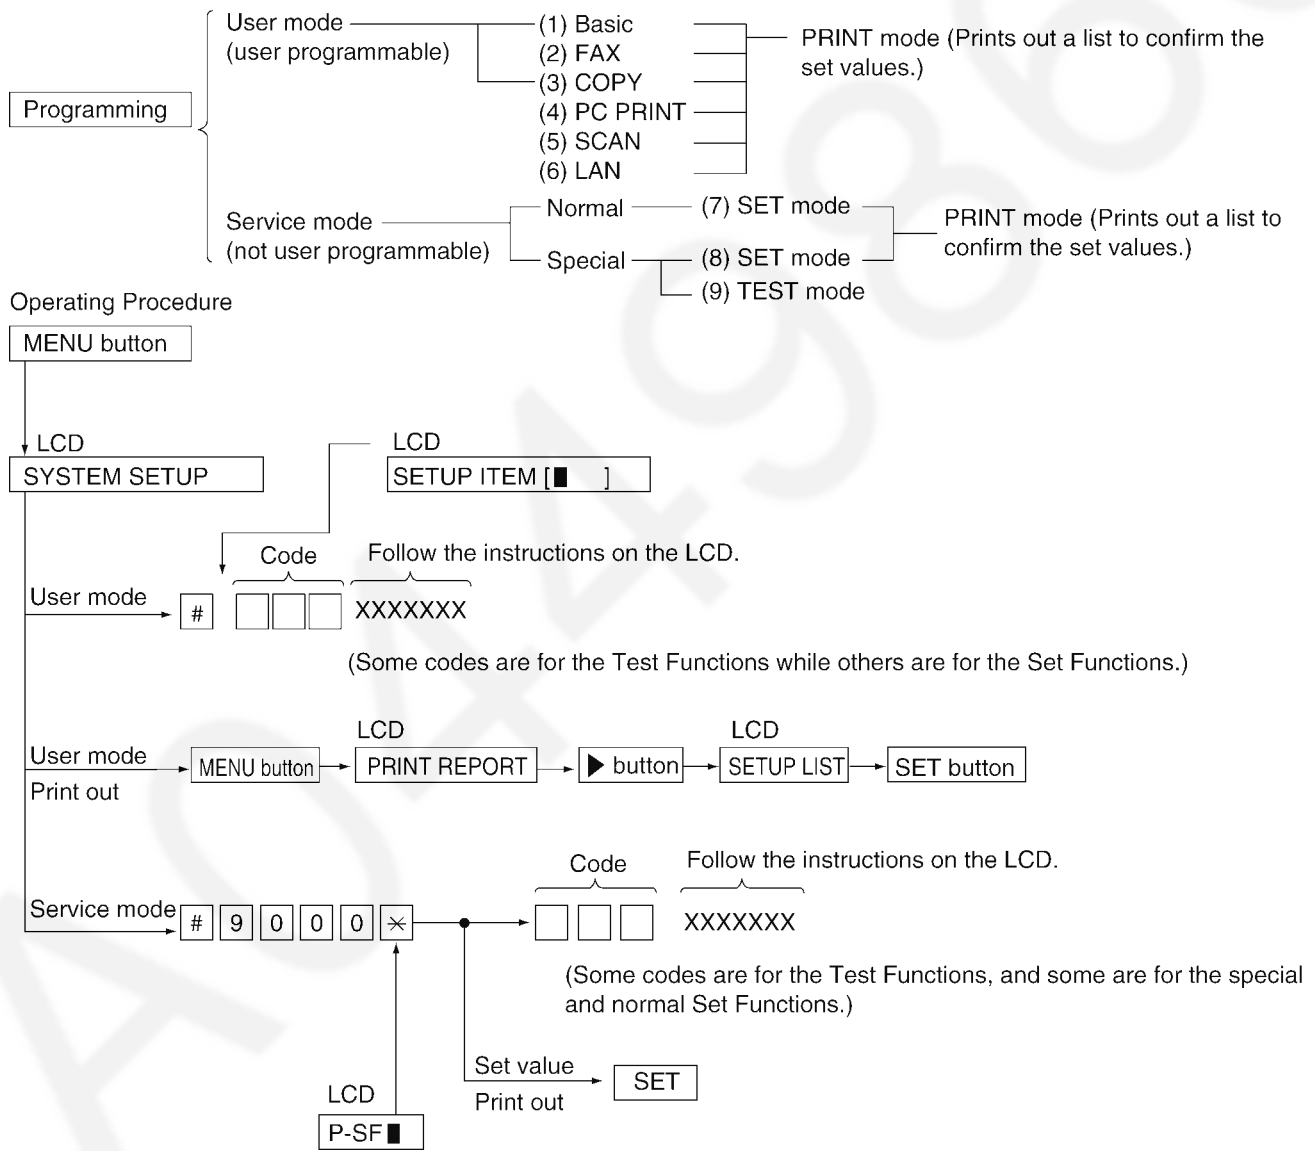 User mode
(user programmable)
(1) Basic
(2) FAX
(3) COPY
(4) PC PRINT
(5) SCAN
(6) LAN
PRINT mode (Prints out a list to confirm the
set values.)
Programming
Service mode
(not user programmable)
Normal
(7) SET mode
Special
(8) SET mode
(9) TEST mode
PRINT mode (Prints out a list to
confirm the set values.)
Operating Procedure
MENU button
LCD
SYSTEM SETUP
LCD
SETUP ITEM [█ ]
Code
Follow the instructions on the LCD.
User mode
#
XXXXXXX
(Some codes are for the Test Functions while others are for the Set Functions.)
User mode
Print out
MENU button
LCD
PRINT REPORT
▶ button
LCD
SETUP LIST
SET button
Code
Follow the instructions on the LCD.
Service mode
# 9 0 0 0 *
XXXXXXX
(Some codes are for the Test Functions, and some are for the special
and normal Set Functions.)
Set value
Print out
SET
LCD
P-SF█